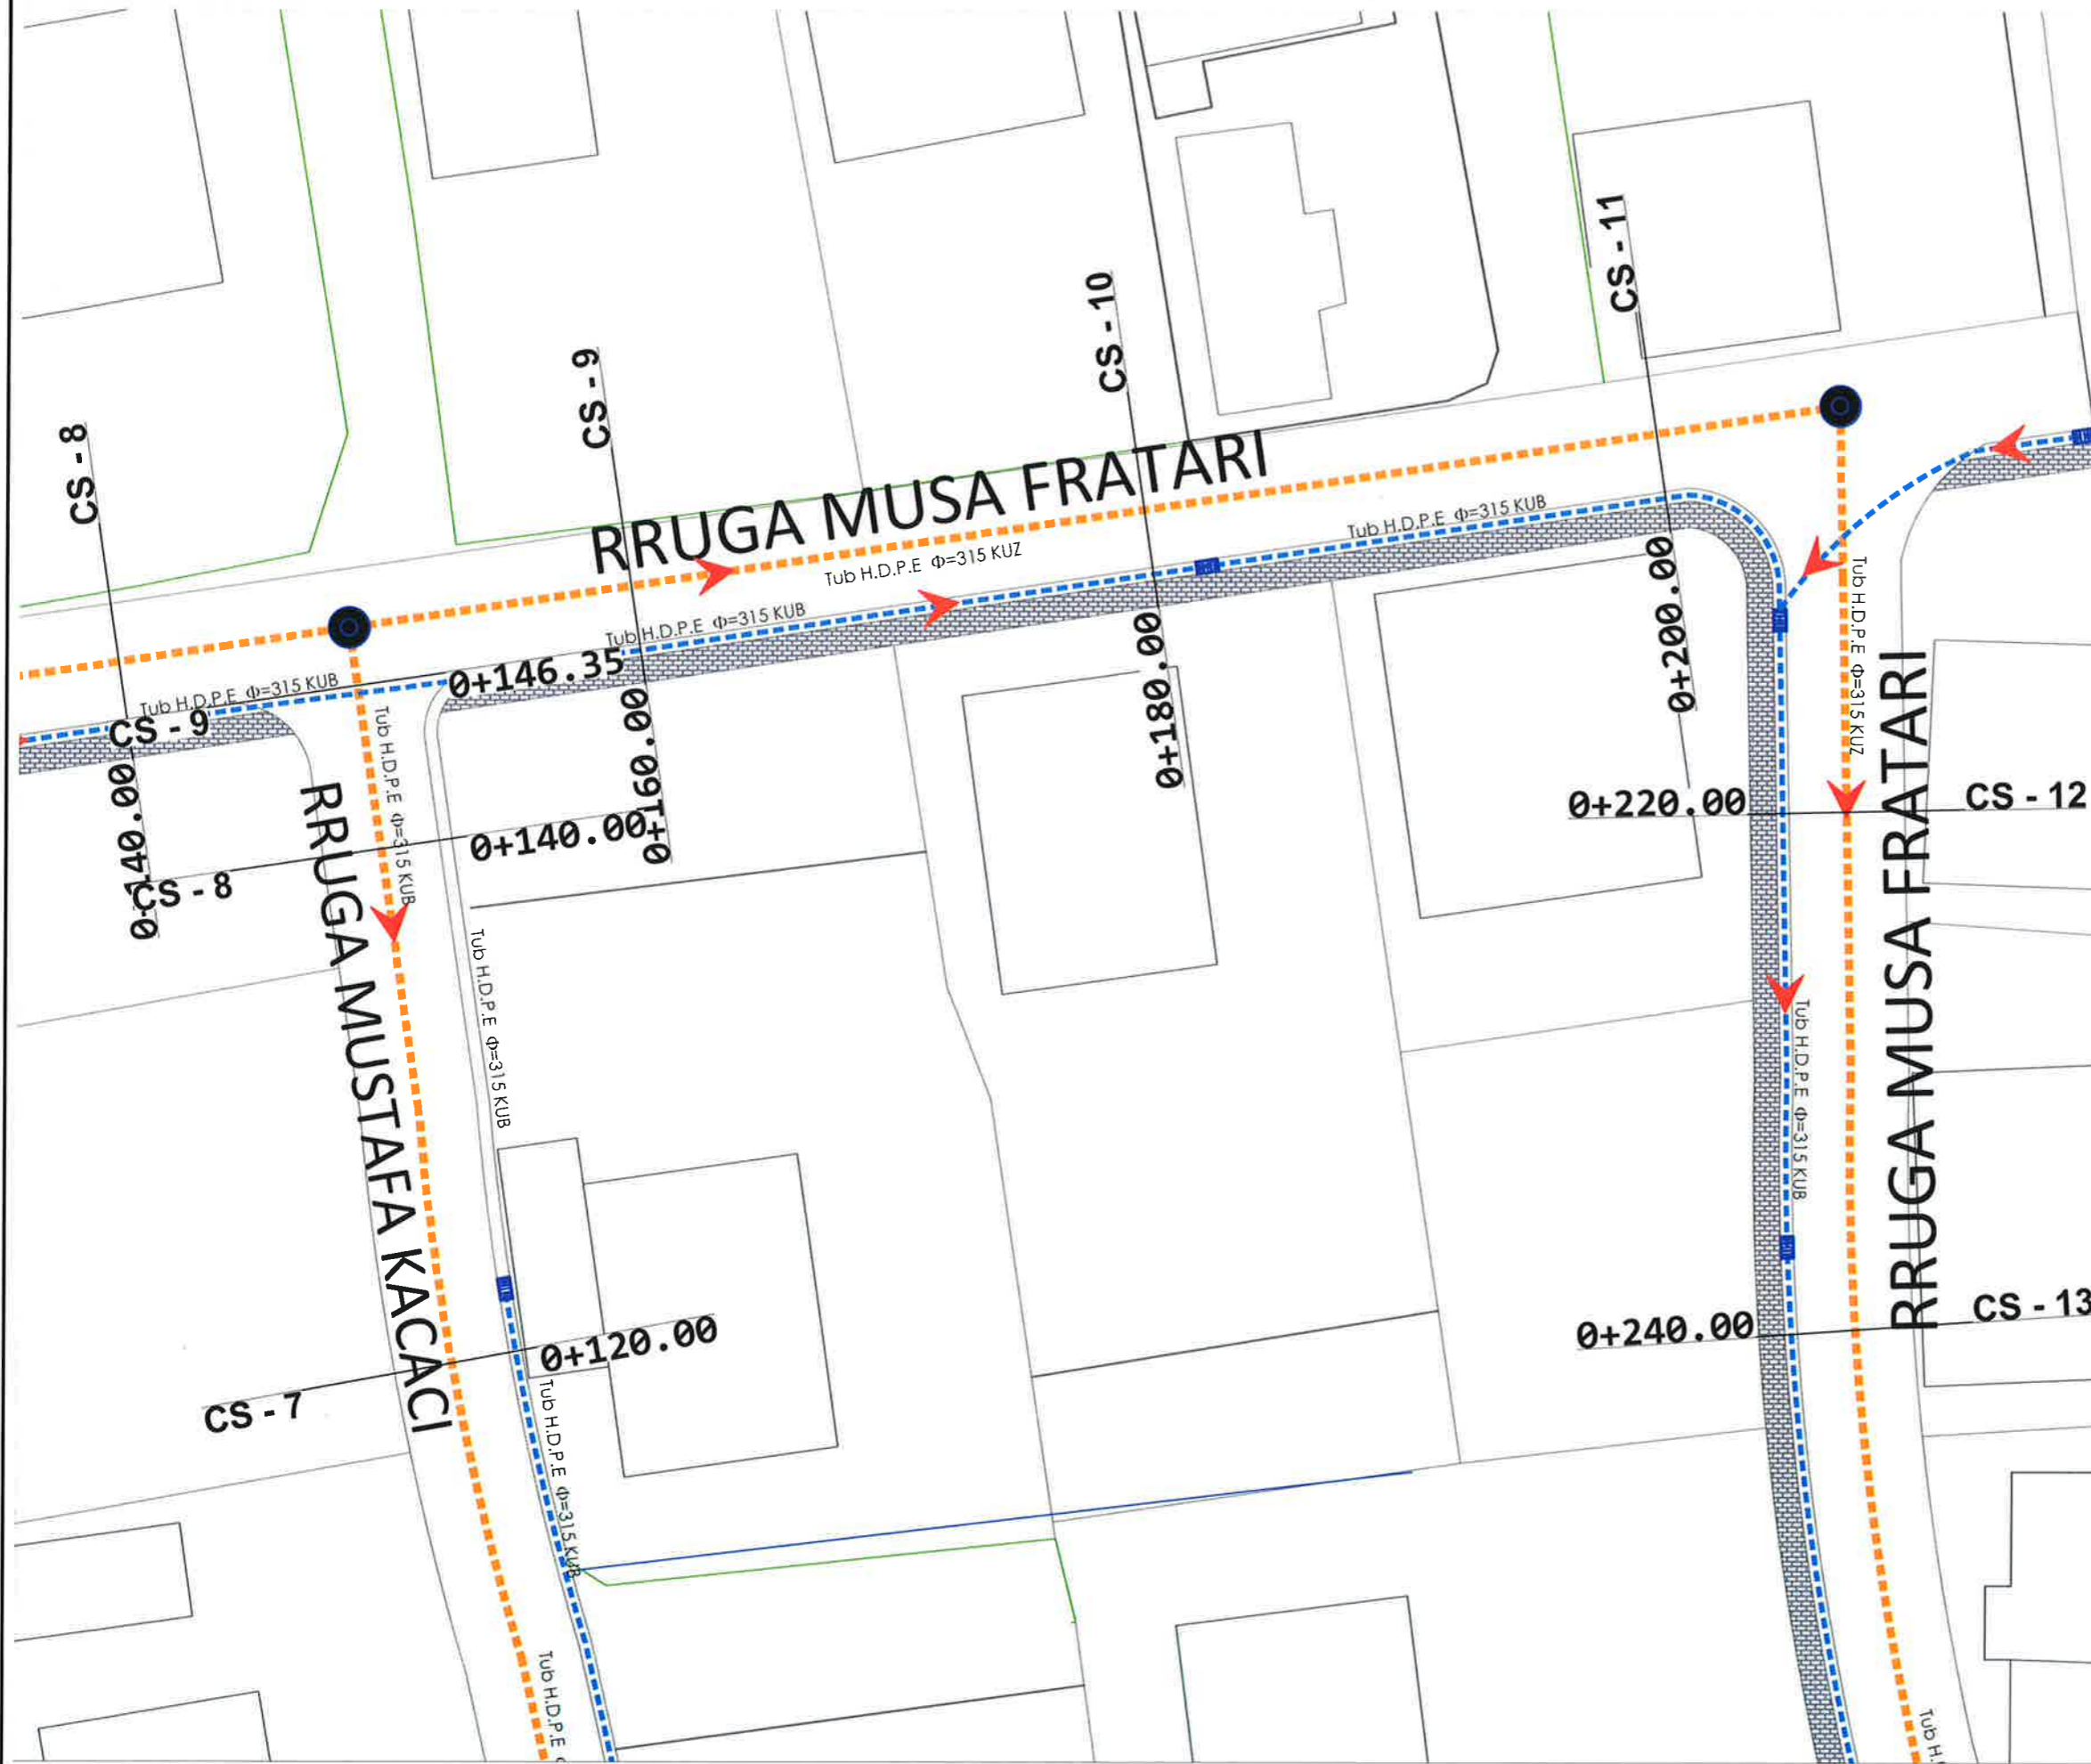 CS - 8
CS - 9
CS - 10
CS - 11
RRUGA MUSA FRATARI
Tub H.D.P.E Φ=315 KUB
Tub H.D.P.E Φ=315 KUZ
Tub H.D.P.E Φ=315 KUB
Tub H.D.P.E Φ=315 KUB
0+146.35
CS - 9
0+140.00
0+160.00
0+180.00
0+200.00
Tub H.D.P.E Φ=315 KUZ
Tub H.D.P.E Φ=315 KUB
RRUGA MUSTAFA KACACI
0+140.00
CS - 8
0+220.00
CS - 12
RRUGA MUSA FRATARI
Tub H.D.P.E Φ=315 KUB
Tub H.D.P.E Φ=315 KUB
0+120.00
CS - 7
0+240.00
CS - 13
Tub H.D.P.E Φ=315 KUB
Tub H.D.P.E
Tub H.